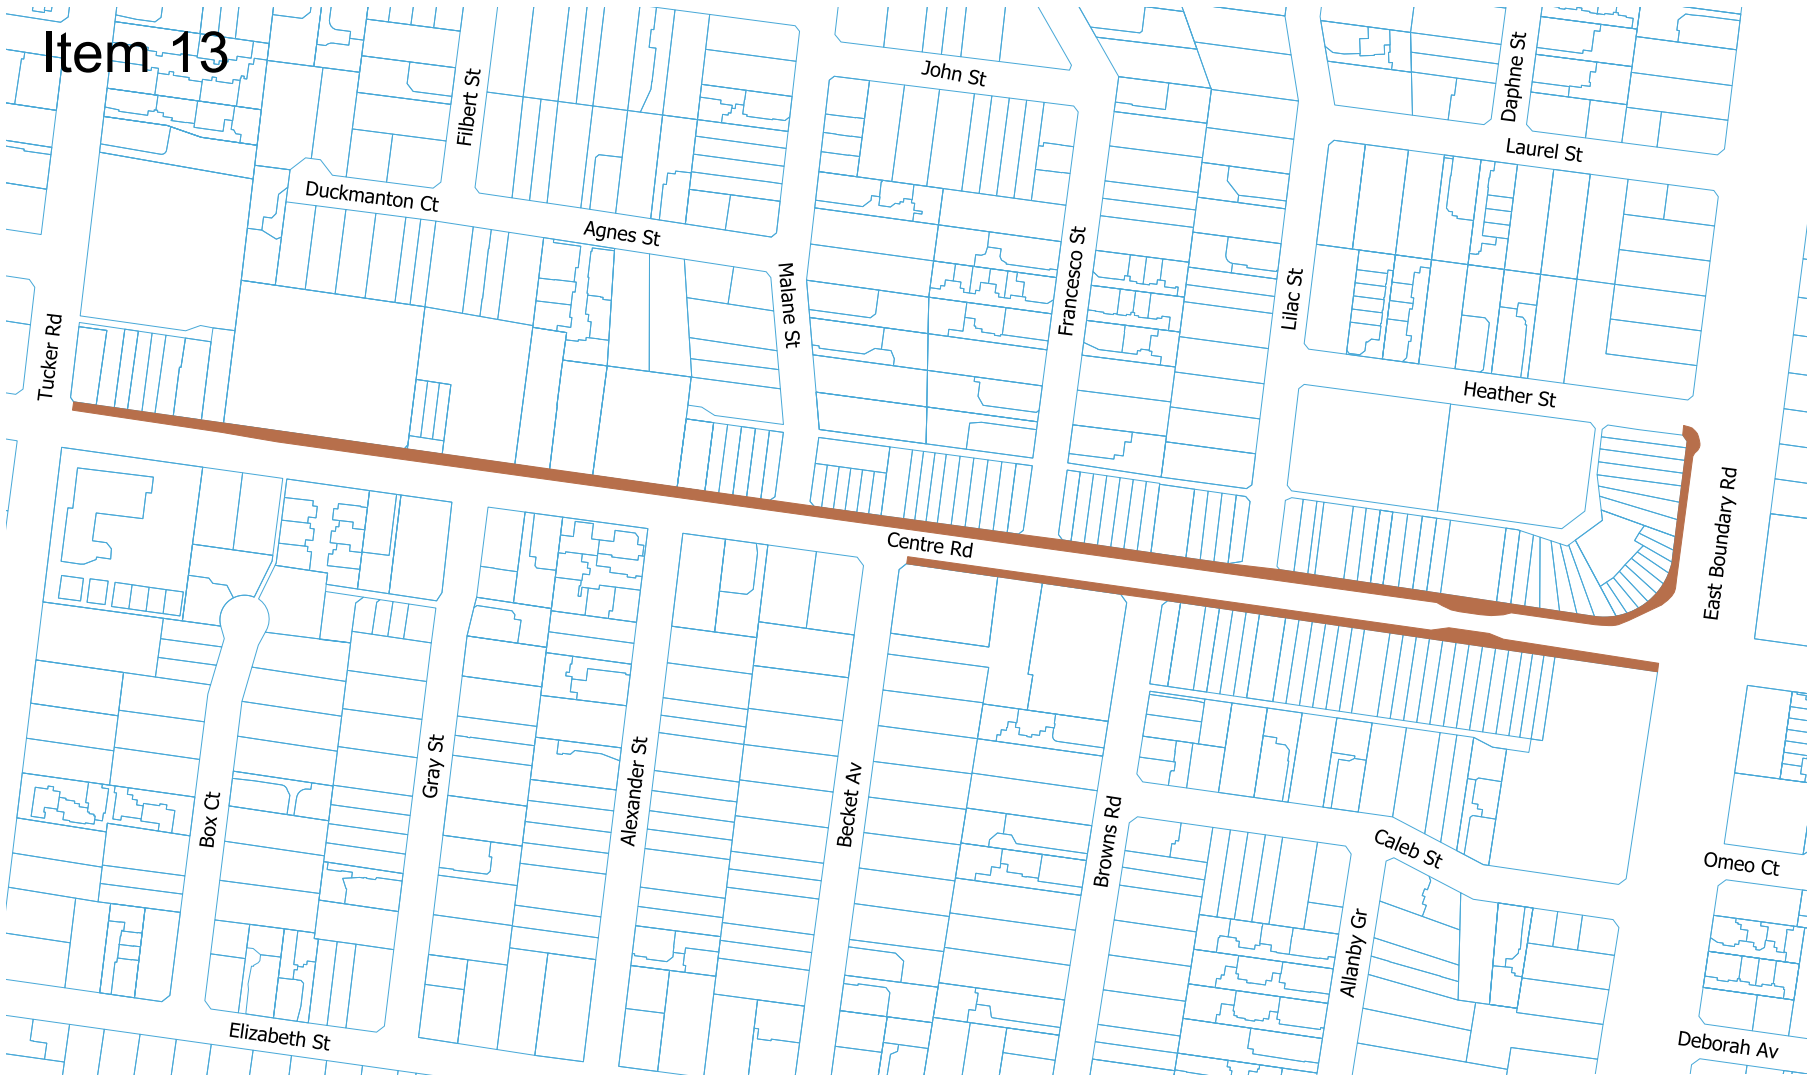 Item 13
John St
Daphne St
Filbert St
Laurel St
Duckmanton Ct
Agnes St
Malane St
Francesco St
Lilac St
Tucker Rd
Heather St
Centre Rd
East Boundary Rd
Gray St
Alexander St
Box Ct
Becket Av
Browns Rd
Caleb St
Omeo Ct
Allanby Gr
Elizabeth St
Deborah Av